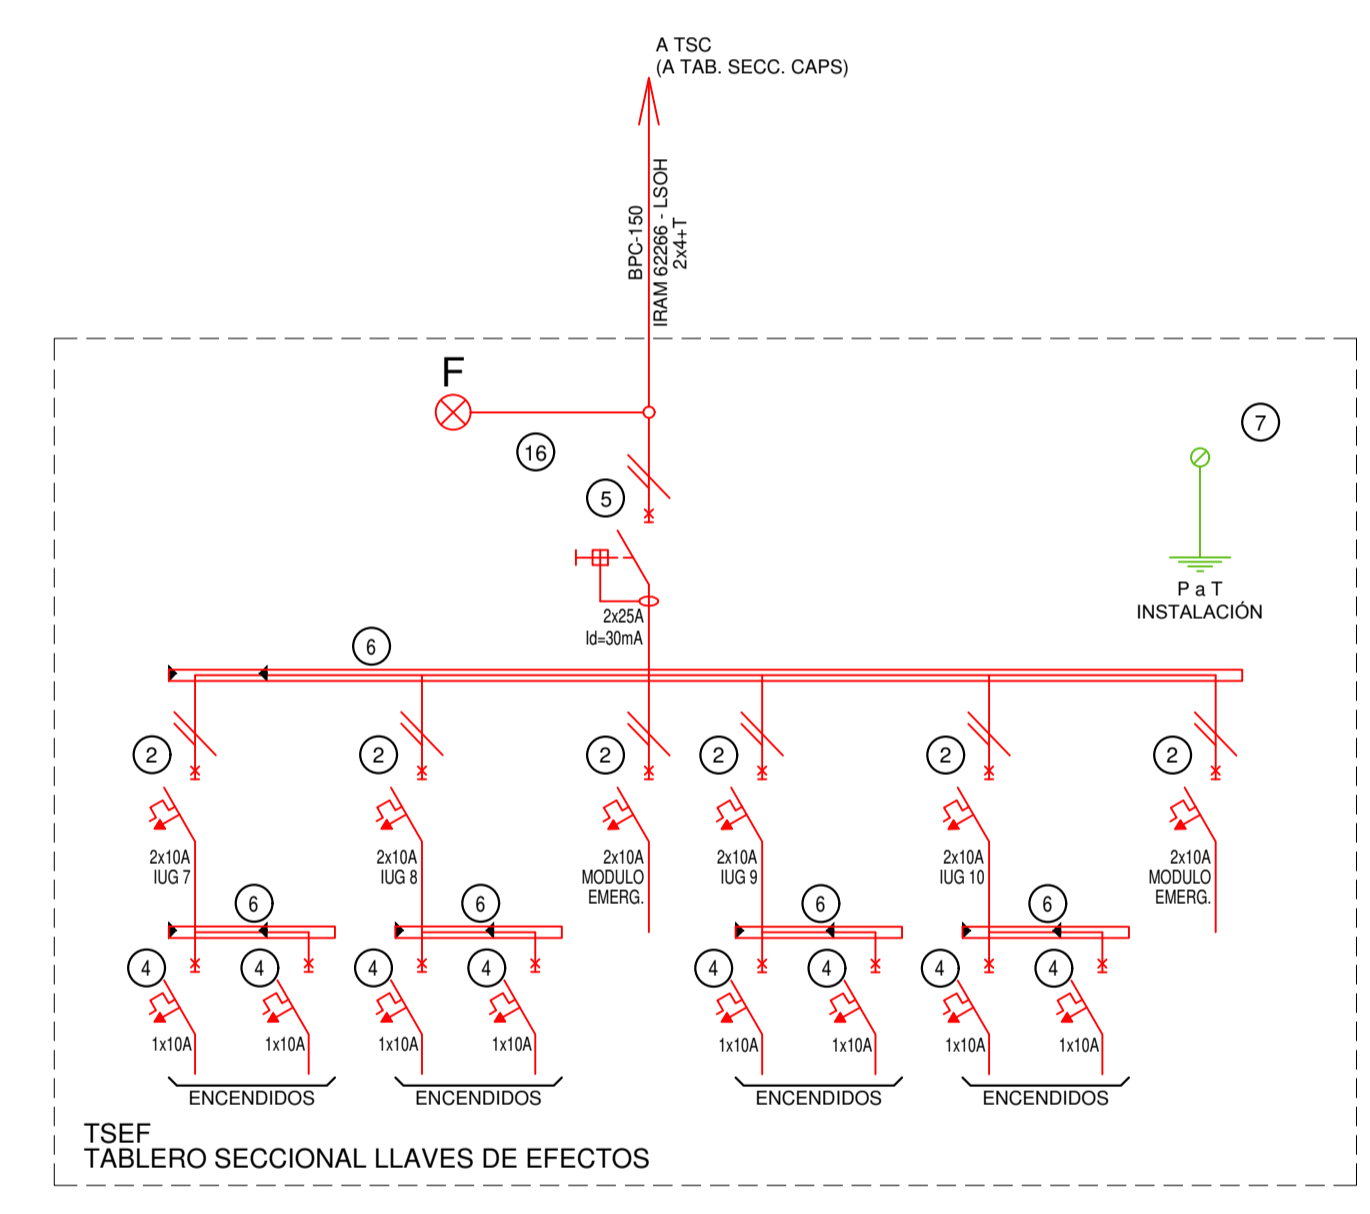 A TSC
(A TAB. SECC. CAPS)
BPC-150
IRAM 62266 - LSOH
2x4+T
F
16
5
7
2x25A
Id=30mA
P a T
INSTALACIÓN
6
2
2
2
2
2
2
2x10A
IUG 7
2x10A
IUG 8
2x10A
MODULO
EMERG.
2x10A
IUG 9
2x10A
IUG 10
2x10A
MODULO
EMERG.
6
6
6
6
4
4
4
4
4
4
4
4
1x10A
1x10A
1x10A
1x10A
1x10A
1x10A
1x10A
1x10A
ENCENDIDOS
ENCENDIDOS
ENCENDIDOS
ENCENDIDOS
TSEF
TABLERO SECCIONAL LLAVES DE EFECTOS